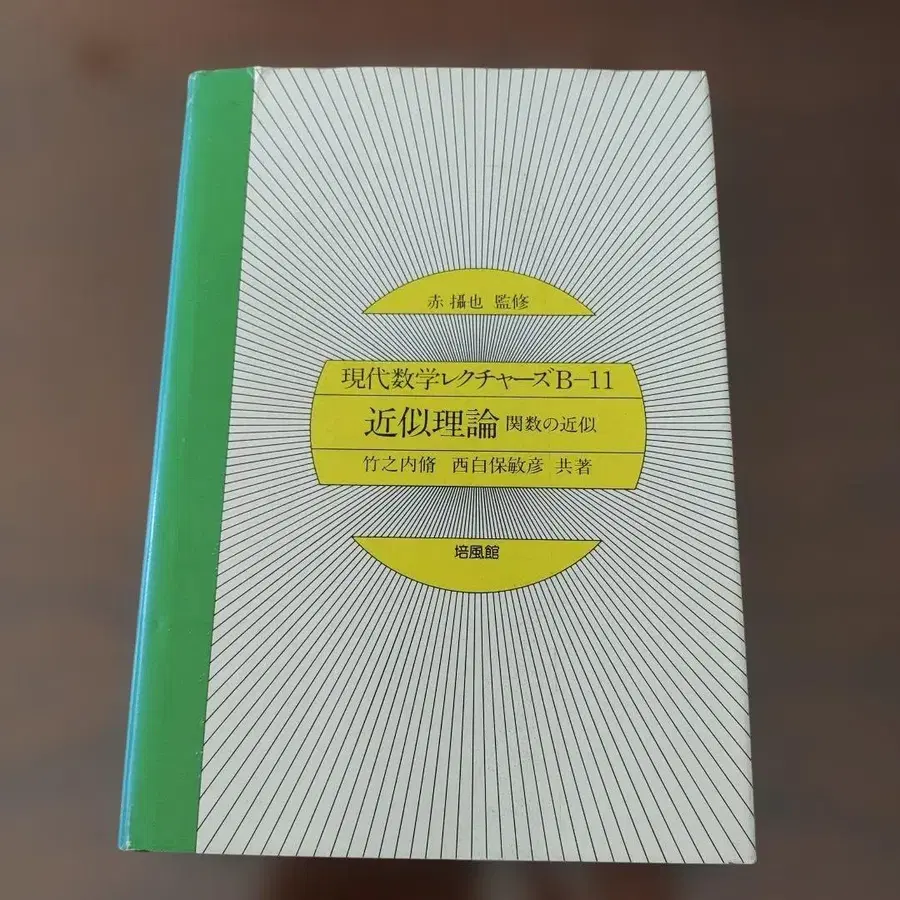 赤 攝也 監修
現代数学レクチャーズB-11
近似理論 関数の近似
竹之内脩 西白保敏彦 共著
培風館